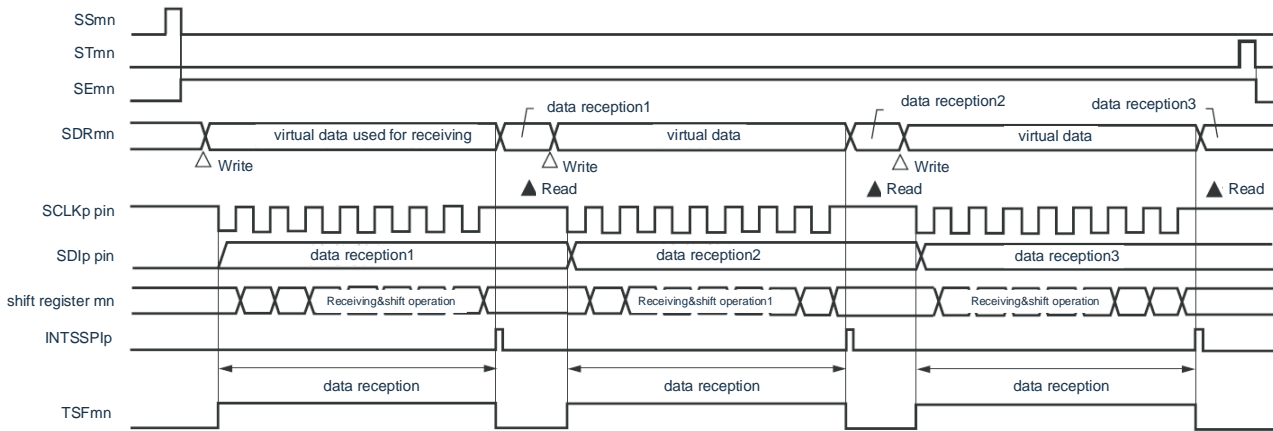 SSmn
STmn
SEmn
data reception1
data reception2
data reception3
SDRmn
virtual data used for receiving
virtual data
virtual data
Write
Write
Write
Read
Read
Read
SCLKp pin
SDIp pin
data reception1
data reception2
data reception3
shift register mn
Receiving&shift operation
Receiving&shift operation1
Receiving&shift operation
INTSSPIp
data reception
data reception
data reception
TSFmn